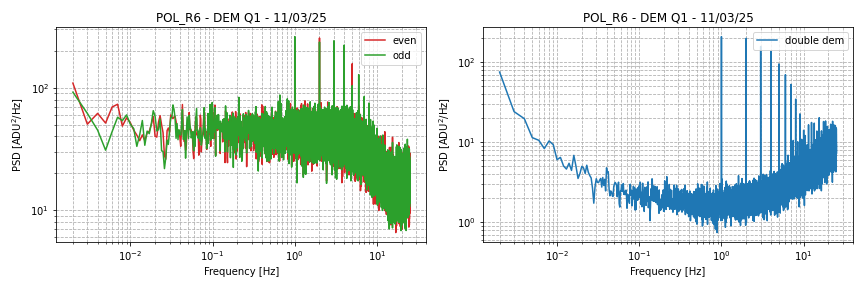 POL_R6 - DEM Q1 - 11/03/25
even
odd
10²
10¹
PSD [ADU²/Hz]
10⁻² 10⁻¹ 10⁰ 10¹
Frequency [Hz]
POL_R6 - DEM Q1 - 11/03/25
double dem
10²
10¹
10⁰
PSD [ADU²/Hz]
10⁻² 10⁻¹ 10⁰ 10¹
Frequency [Hz]